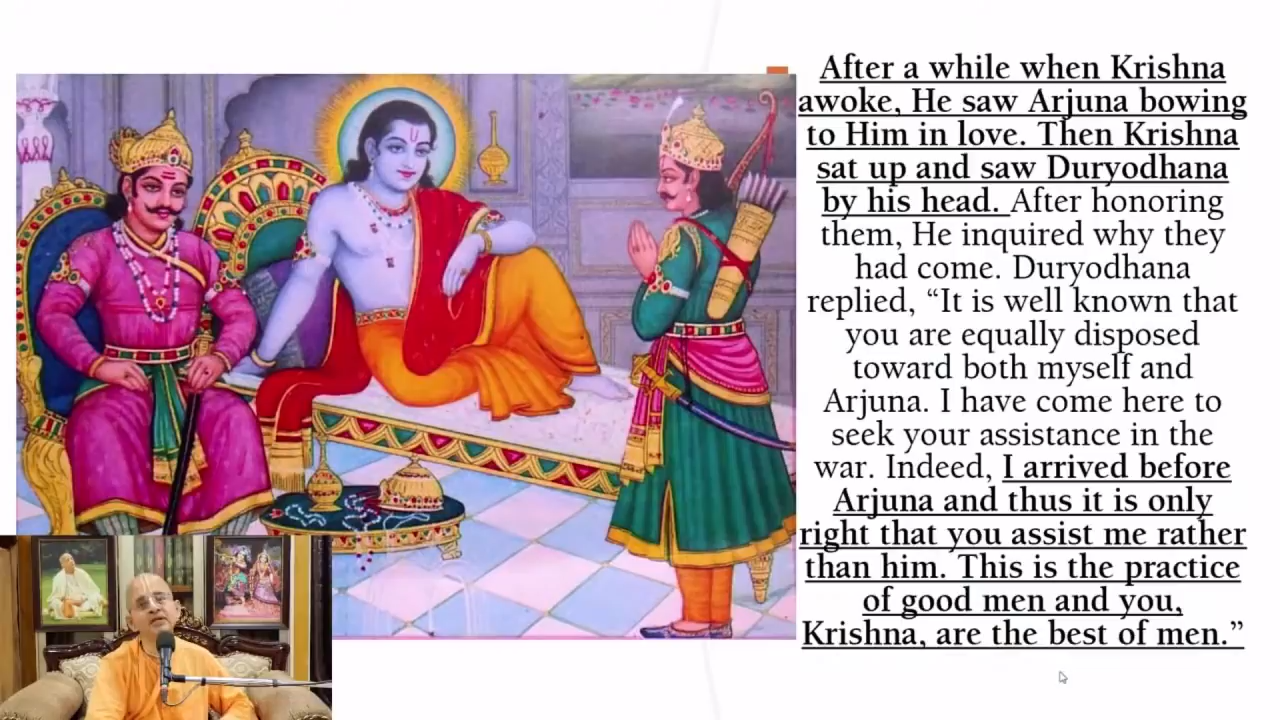 After a while when Krishna
awoke, He saw Arjuna bowing
to Him in love. Then Krishna
sat up and saw Duryodhana
by his head. After honoring
them, He inquired why they
had come. Duryodhana
replied, “It is well known that
you are equally disposed
toward both myself and
Arjuna. I have come here to
seek your assistance in the
war. Indeed, I arrived before
Arjuna and thus it is only
right that you assist me rather
than him. This is the practice
of good men and you,
Krishna, are the best of men.”